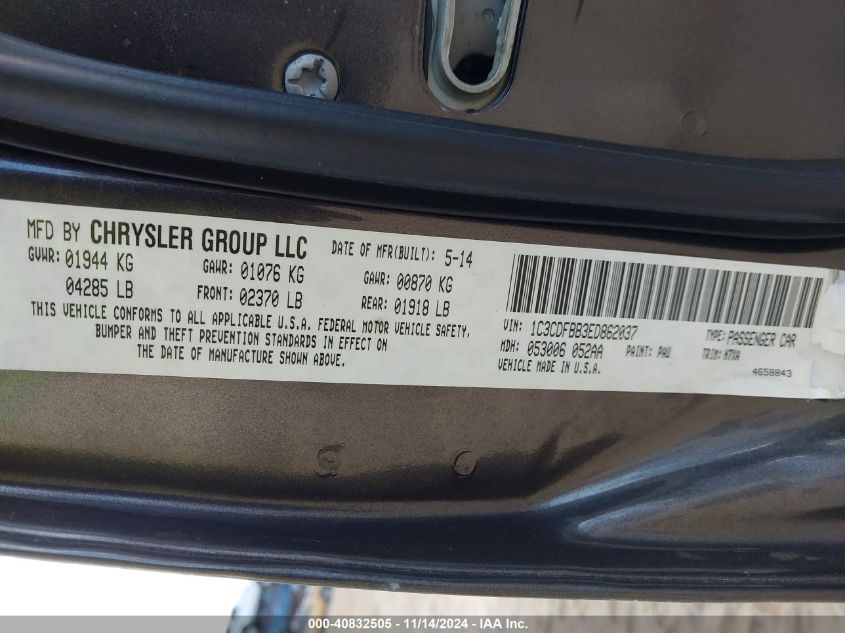 MFD BY CHRYSLER GROUP LLC
DATE OF MFR(BUILT): 5-14
GVWR: 01944 KG
GAWR: 01076 KG
GAWR: 00870 KG
04285 LB
FRONT: 02370 LB
REAR: 01918 LB
THIS VEHICLE CONFORMS TO ALL APPLICABLE U.S.A. FEDERAL MOTOR VEHICLE SAFETY,
BUMPER AND THEFT PREVENTION STANDARDS IN EFFECT ON
THE DATE OF MANUFACTURE SHOWN ABOVE.
VIN: 1C3CDFBB3ED862037
TYPE: PASSENGER CAR
MDH: 053006 052AA
PAINT: PAU
TRIM: H7XA
VEHICLE MADE IN U.S.A.
4658843
000-40832505 - 11/14/2024 - IAA Inc.